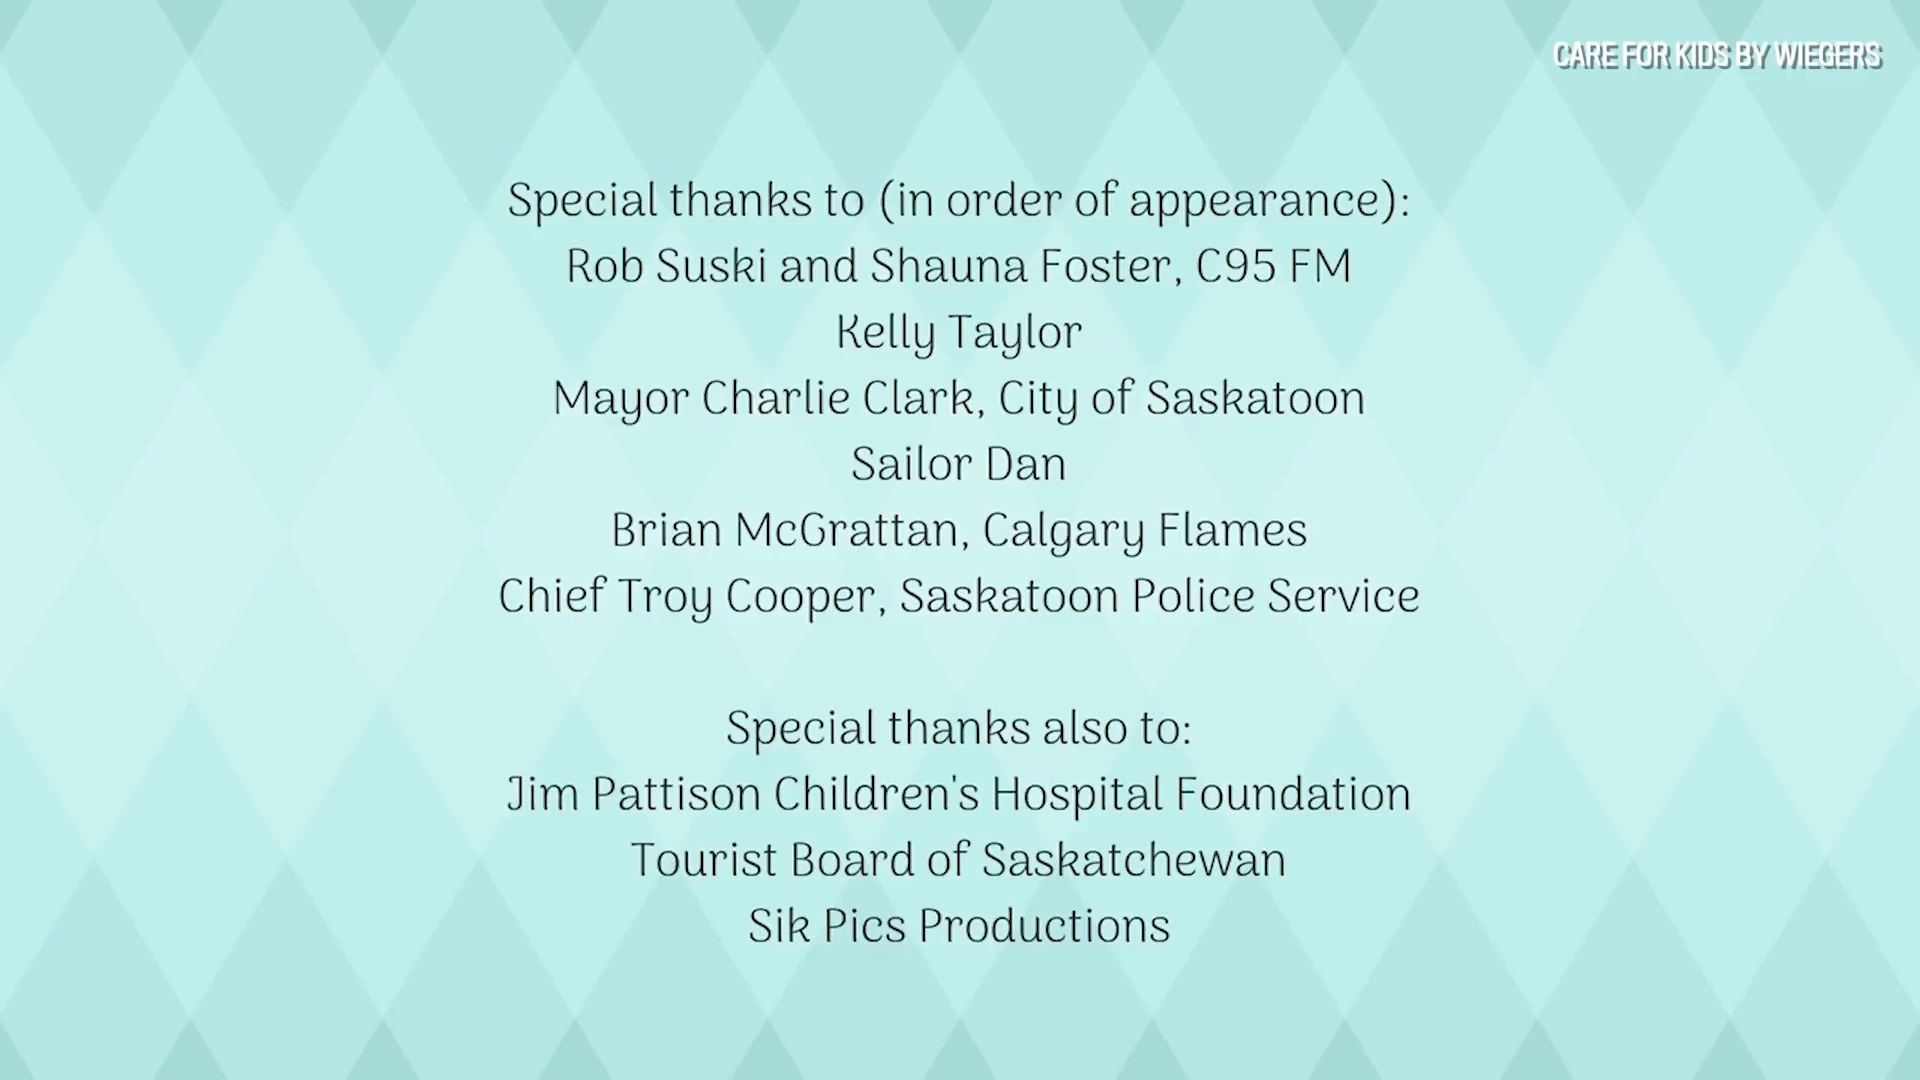 CARE FOR KIDS BY WIEGERS
Special thanks to (in order of appearance):
Rob Suski and Shauna Foster, C95 FM
Kelly Taylor
Mayor Charlie Clark, City of Saskatoon
Sailor Dan
Brian McGrattan, Calgary Flames
Chief Troy Cooper, Saskatoon Police Service
Special thanks also to:
Jim Pattison Children's Hospital Foundation
Tourist Board of Saskatchewan
Sik Pics Productions